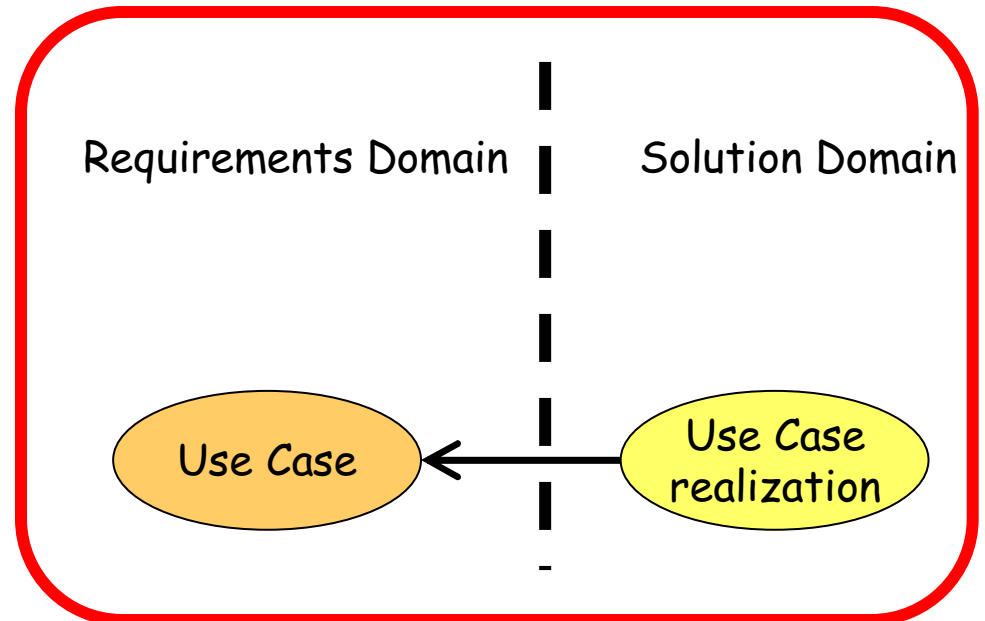 Requirements Domain
Solution Domain
Use Case
Use Case
realization